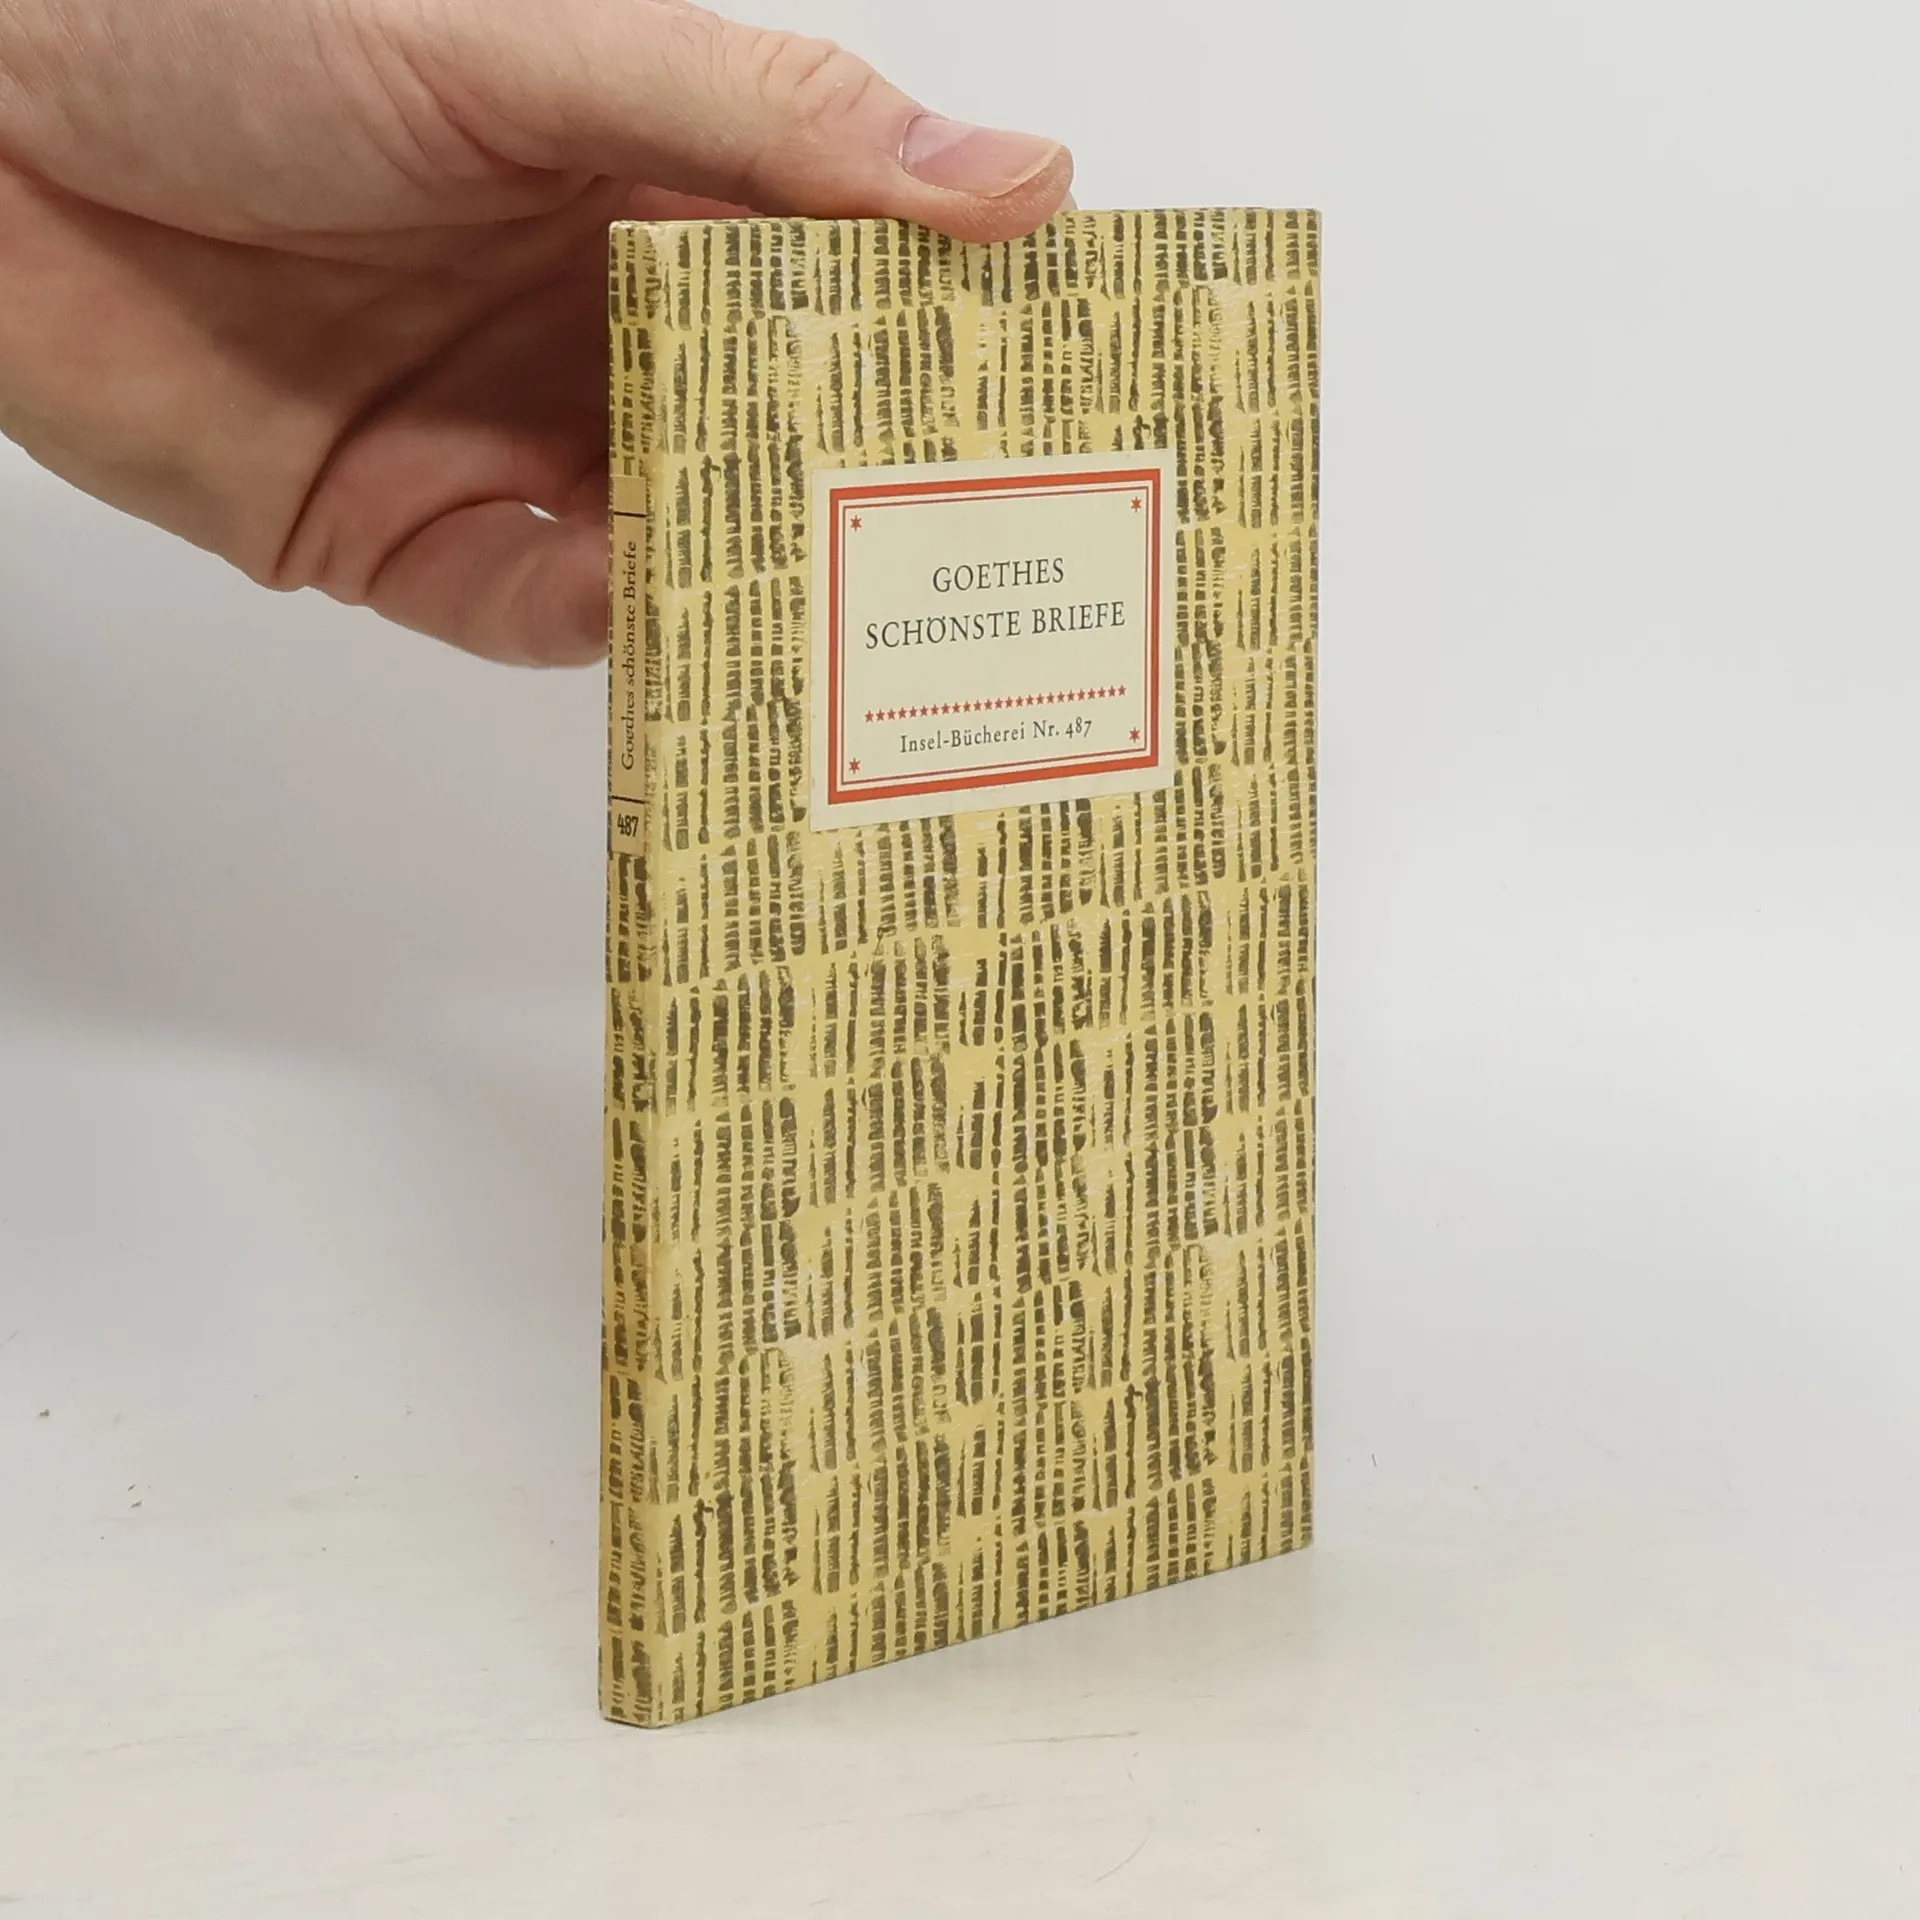 GOETHES
SCHÖNSTE BRIEFE
Insel-Bücherei Nr. 487
Goethes schönste Briefe
487